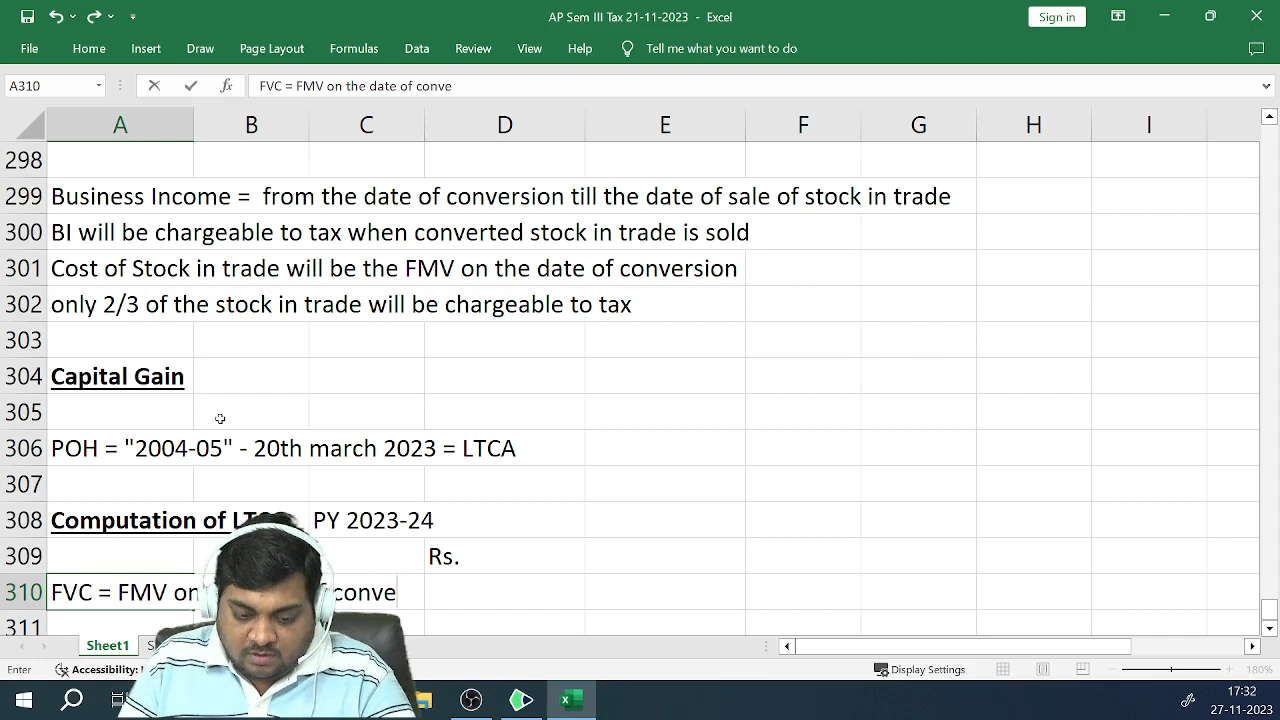 AP Sem III Tax 21-11-2023 - Excel
Sign in
File Home Insert Draw Page Layout Formulas Data Review View Help Tell me what you want to do
A310 FVC = FMV on the date of conve
A B C D E F G H I
298
299 Business Income = from the date of conversion till the date of sale of stock in trade
300 BI will be chargeable to tax when converted stock in trade is sold
301 Cost of Stock in trade will be the FMV on the date of conversion
302 only 2/3 of the stock in trade will be chargeable to tax
303
304 Capital Gain
305
306 POH = "2004-05" - 20th march 2023 = LTCA
307
308 Computation of PY 2023-24
309 Rs.
310 FVC = FMV on conve
311
Sheet1
Enter Accessibility: Display Settings 180%
17:32
27-11-2023